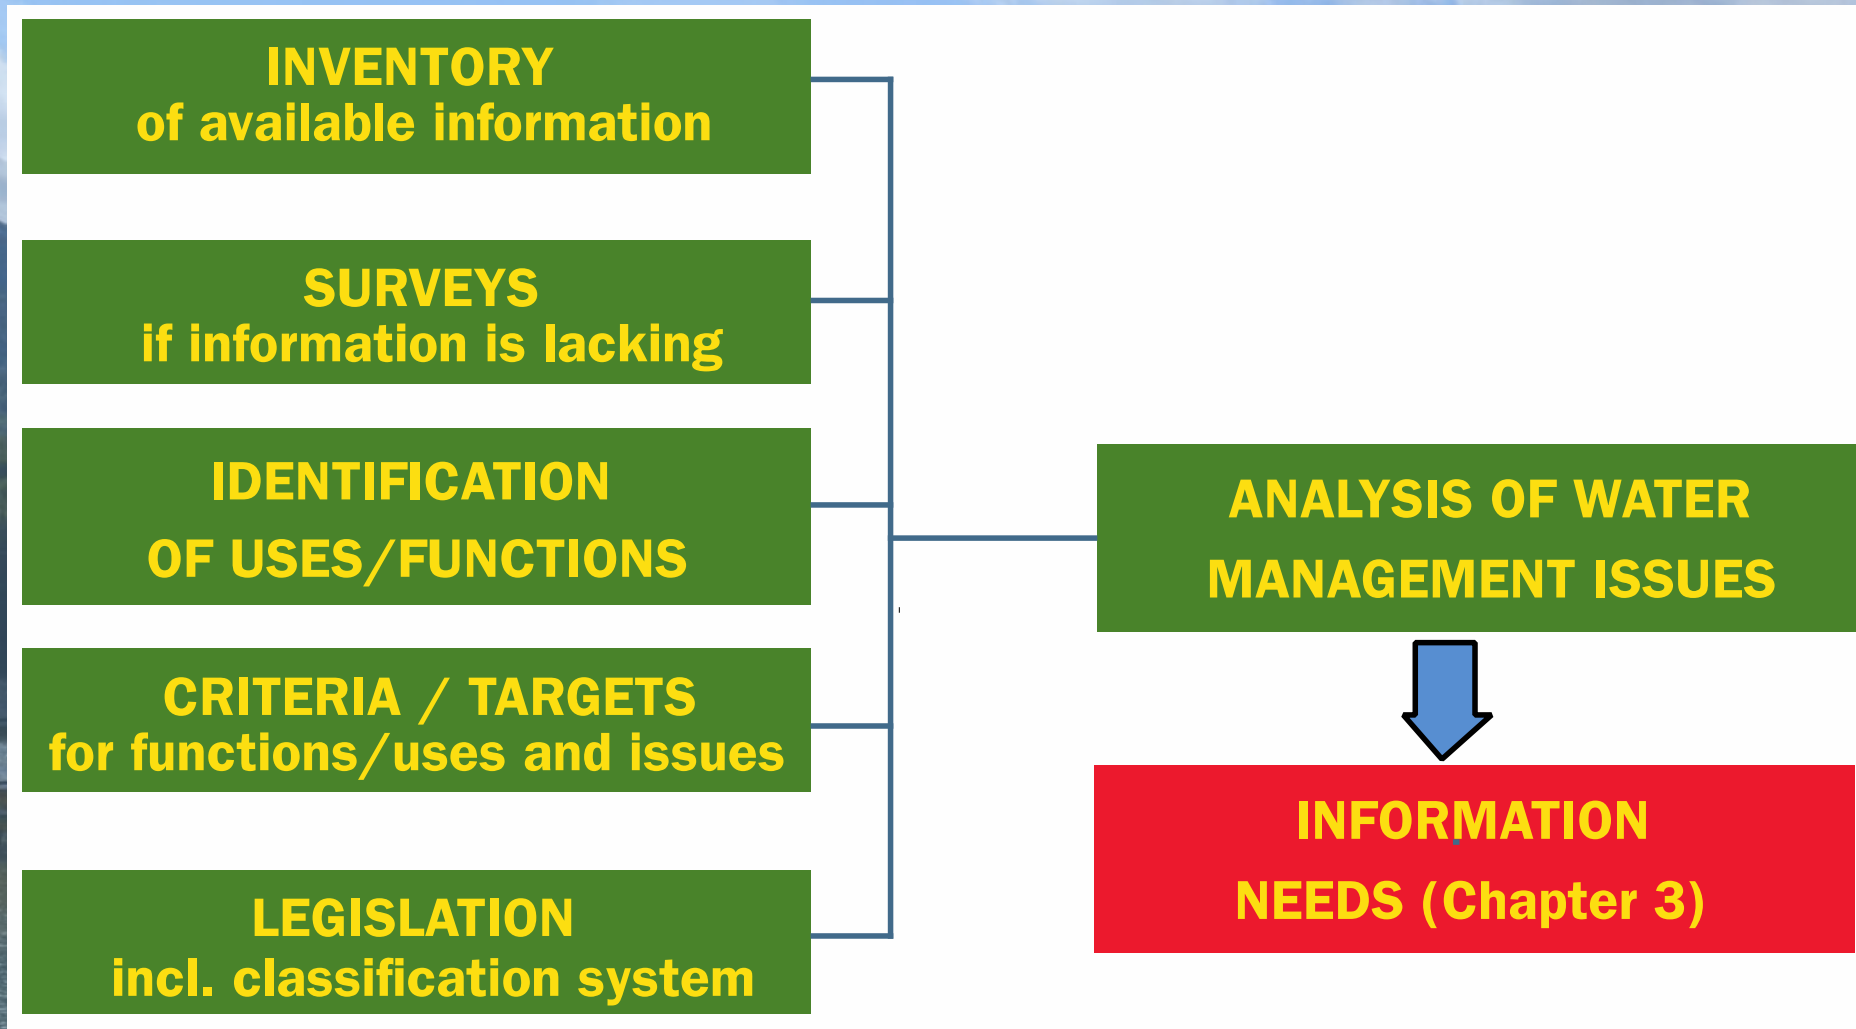 INVENTORY
of available information
SURVEYS
if information is lacking
IDENTIFICATION
OF USES/FUNCTIONS
CRITERIA / TARGETS
for functions/uses and issues
LEGISLATION
incl. classification system
ANALYSIS OF WATER
MANAGEMENT ISSUES
INFORMATION
NEEDS (Chapter 3)